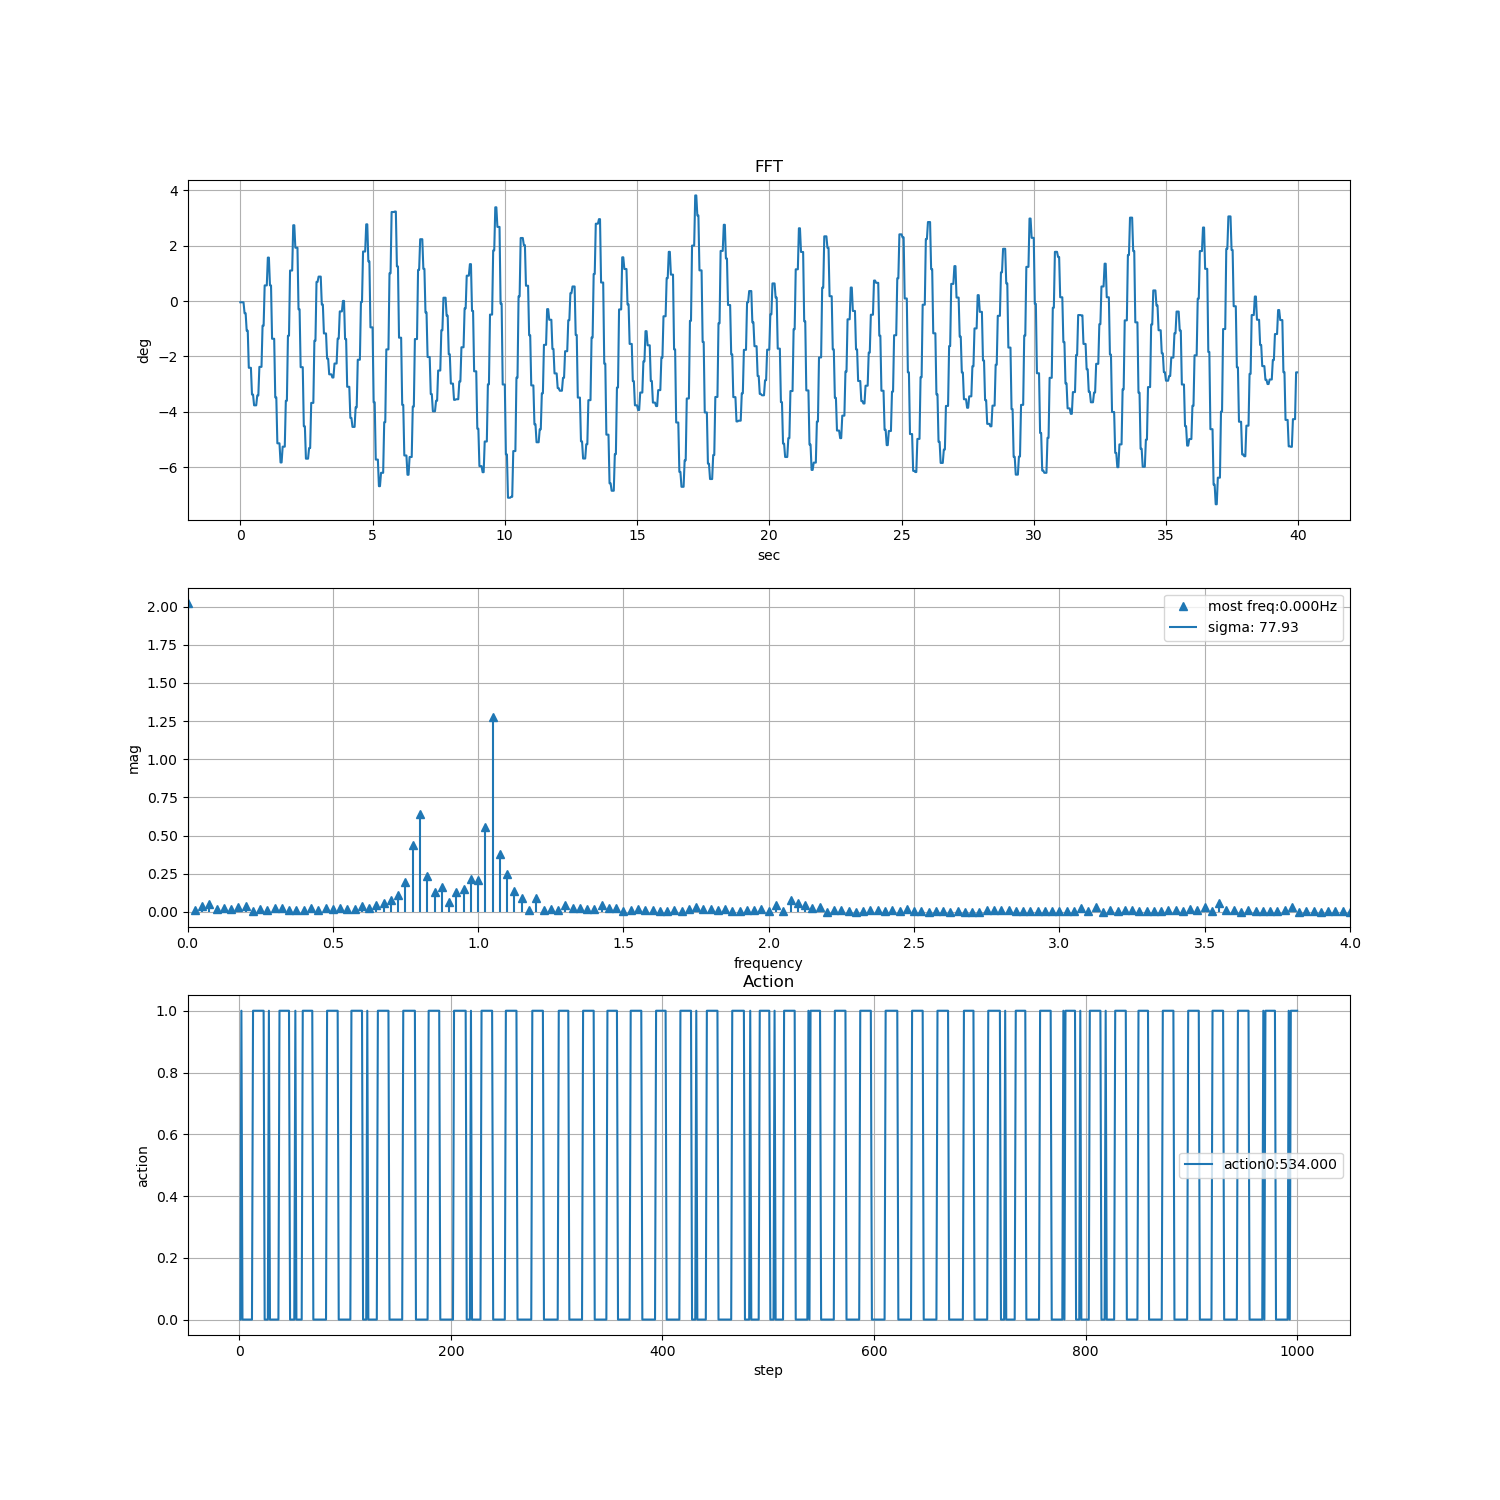 FFT
4
2
0
−2
−4
−6
deg
0 5 10 15 20 25 30 35 40
sec
2.00
1.75
1.50
1.25
1.00
0.75
0.50
0.25
0.00
mag
most freq:0.000Hz
sigma: 77.93
0.0 0.5 1.0 1.5 2.0 2.5 3.0 3.5 4.0
frequency
Action
1.0
0.8
0.6
0.4
0.2
0.0
action
action0:534.000
0 200 400 600 800 1000
step